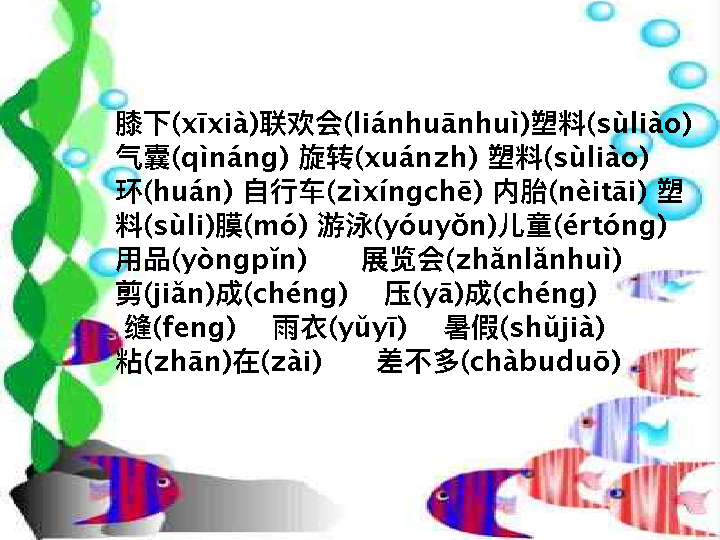 膝下(xīxià)联欢会(liánhuānhuì)塑料(sùliào)
气囊(qìnáng) 旋转(xuánzh) 塑料(sùliào)
环(huán) 自行车(zìxíngchē) 内胎(nèitāi) 塑
料(sùli)膜(mó) 游泳(yóuyǒn)儿童(értóng)
用品(yòngpǐn) 展览会(zhǎnlǎnhuì)
剪(jiǎn)成(chéng) 压(yā)成(chéng)
缝(feng) 雨衣(yǔyī) 暑假(shǔjià)
粘(zhān)在(zài) 差不多(chàbuduō)